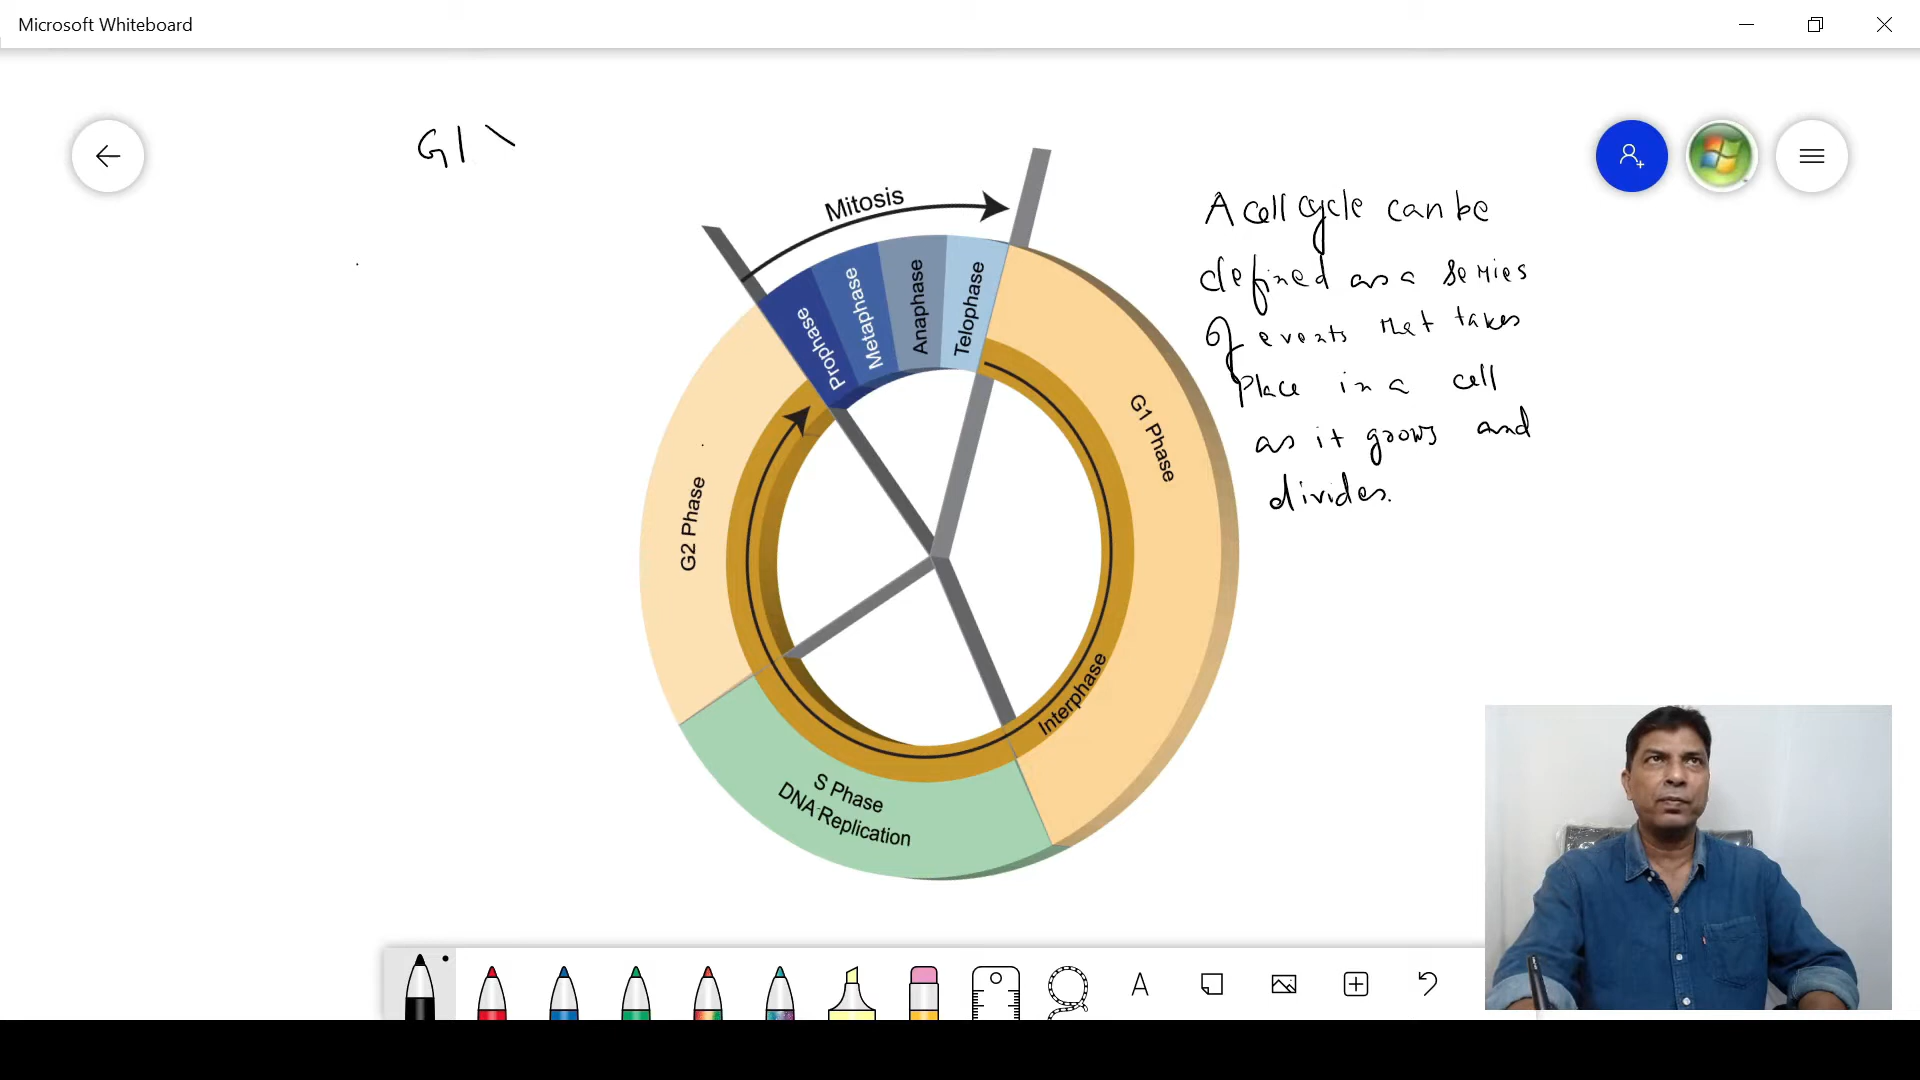 Microsoft Whiteboard
G1
Mitosis
Prophase
Metaphase
Anaphase
Telophase
G1 Phase
G2 Phase
Interphase
S Phase
DNA Replication
A cell cycle can be
defined as a series
of events that takes
place in a cell
as it grows and
divides.
A